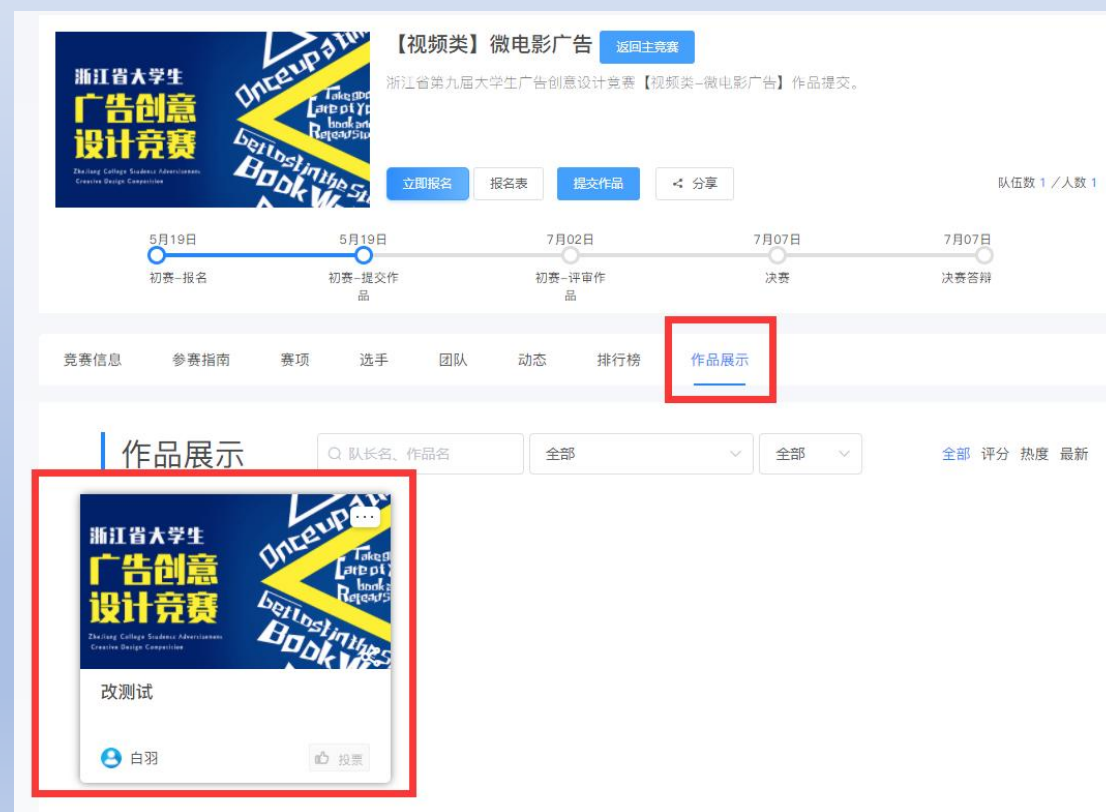 浙江省大学生
广告创意
设计竞赛
Zhejiang College Students Advertisement
Creative Design Competition
Onceupatim
【视频类】微电影广告 返回主竞赛
浙江省第九届大学生广告创意设计竞赛【视频类-微电影广告】作品提交。
立即报名 报名表 提交作品 分享 队伍数 1 / 人数 1
5月19日 5月19日 7月02日 7月07日 7月07日
初赛-报名 初赛-提交作品 初赛-评审作品 决赛 决赛答辩
竞赛信息 参赛指南 赛项 选手 团队 动态 排行榜 作品展示
作品展示 队长名、作品名 全部 全部 全部 评分 热度 最新
浙江省大学生
广告创意
设计竞赛
Zhejiang College Students Advertisement
Creative Design Competition
改测试
白羽 投票